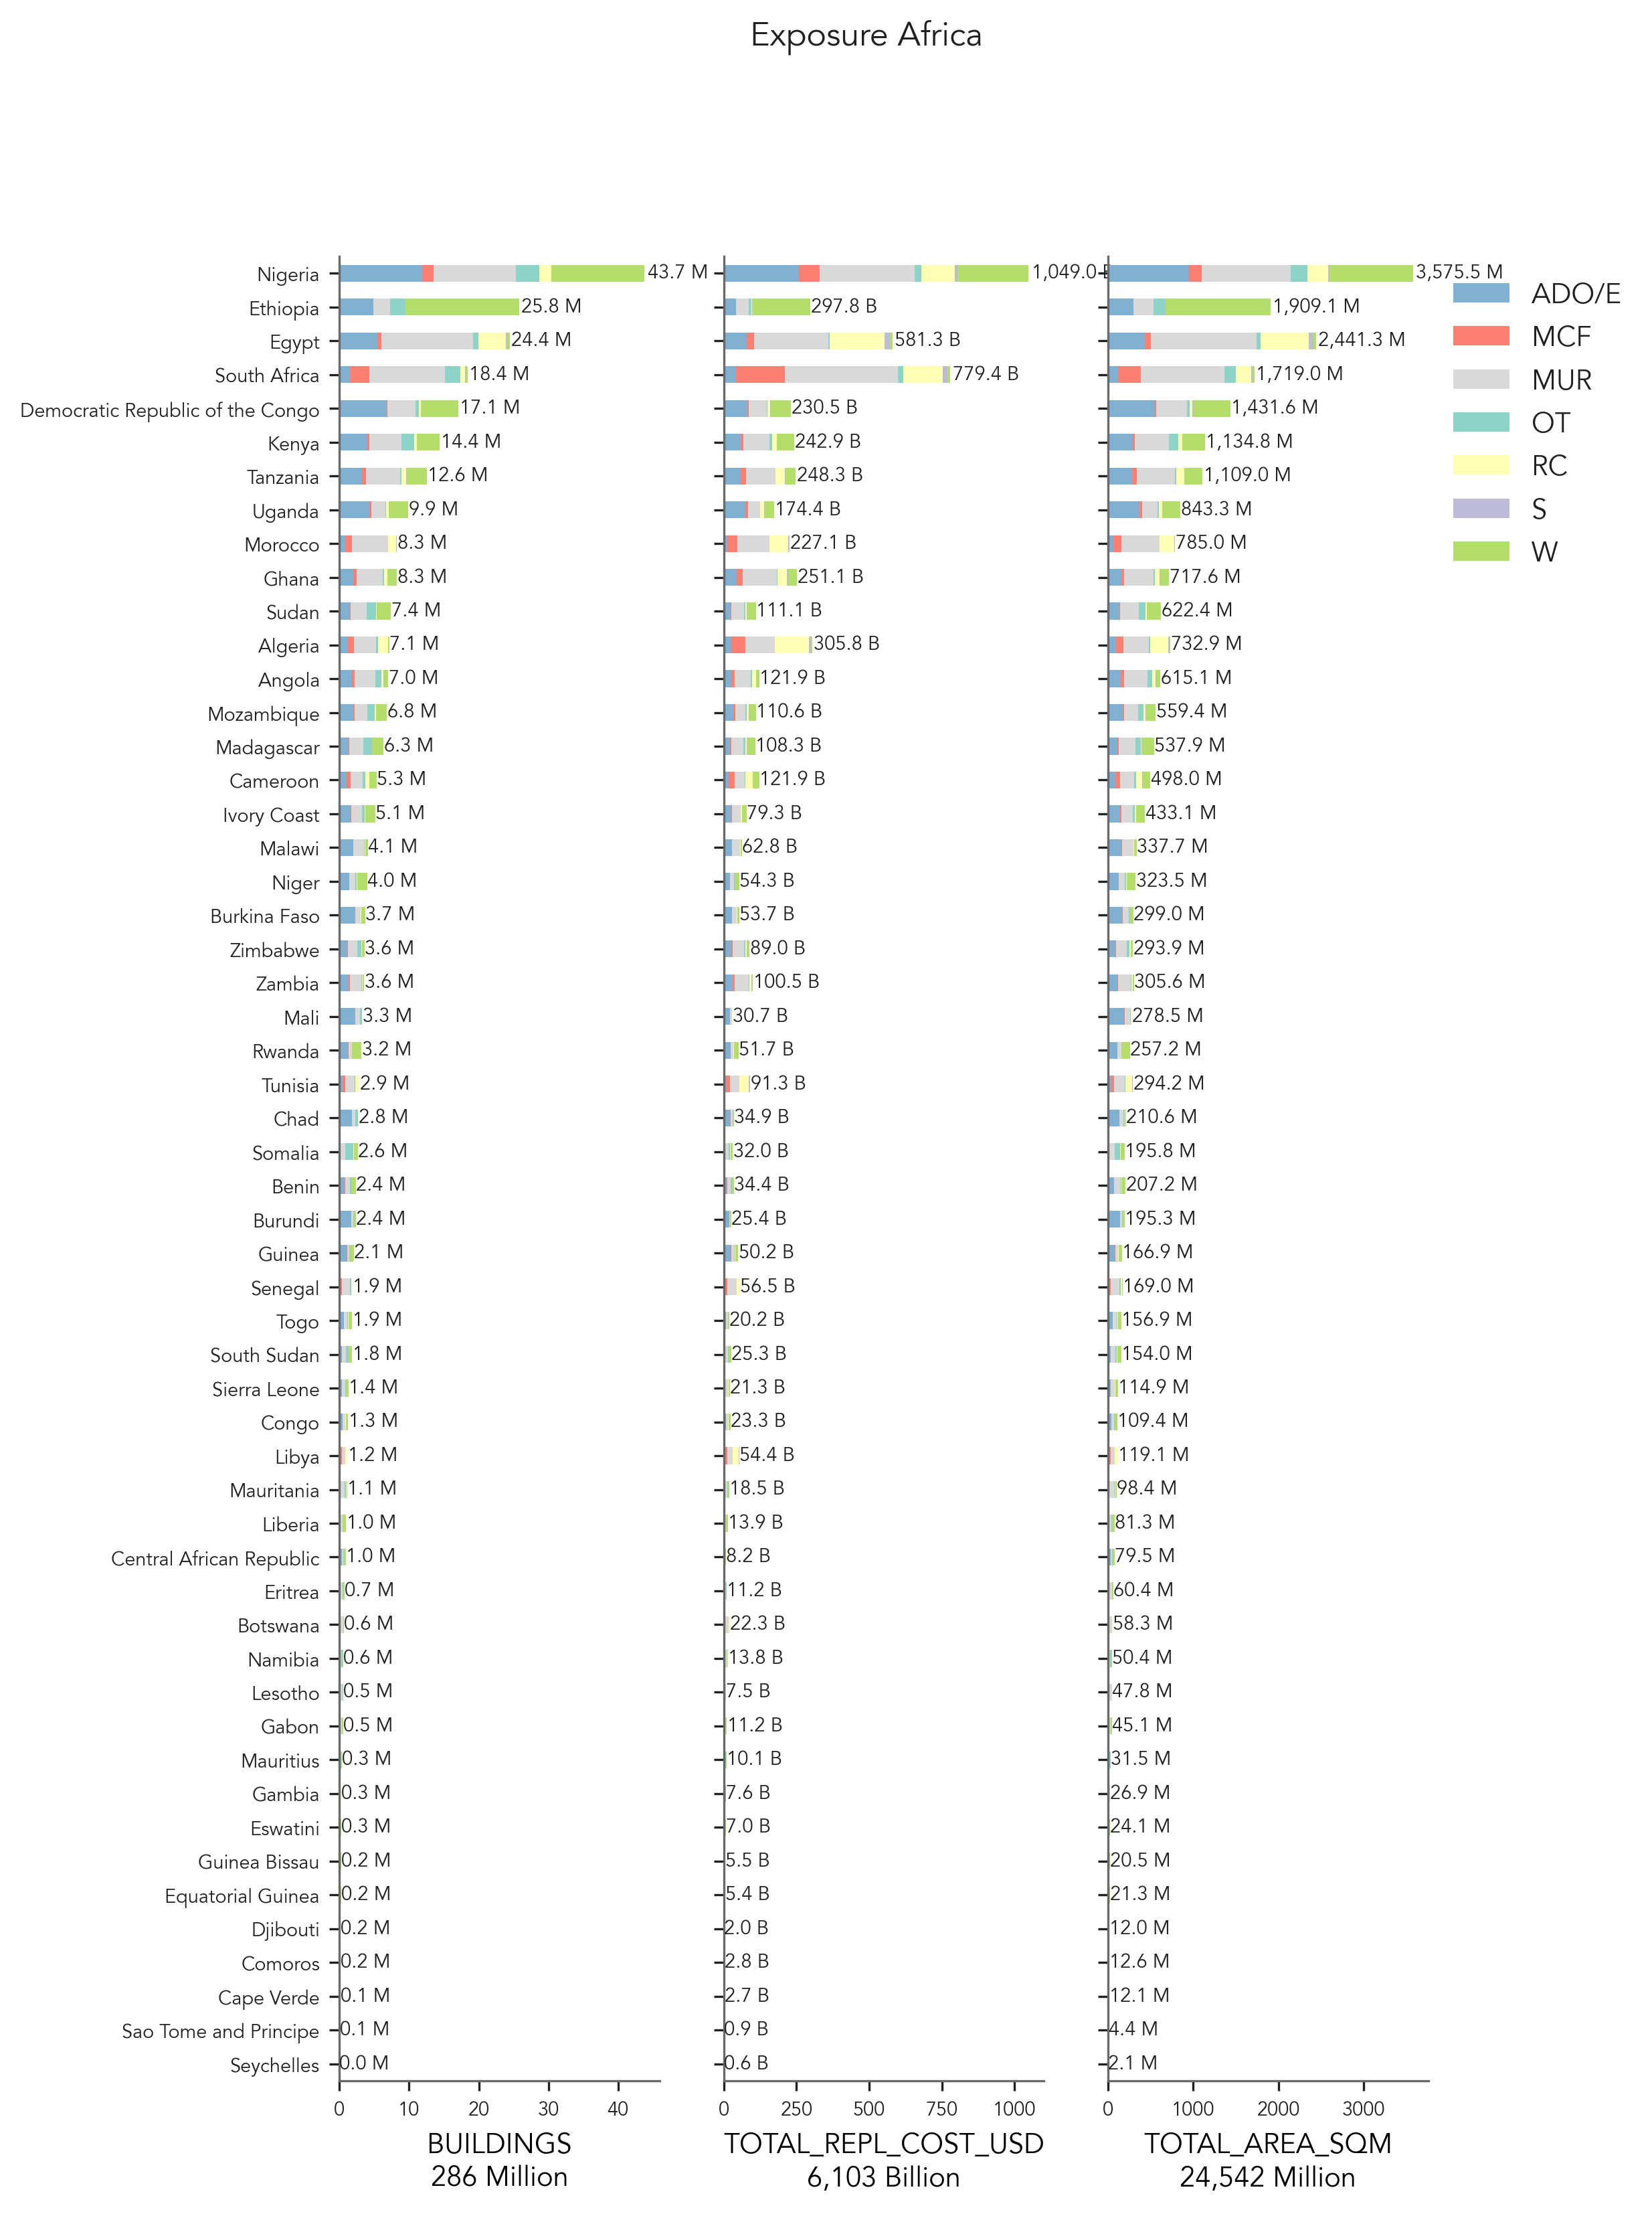 Exposure Africa
Nigeria 43.7 M 1,049.0 3,575.5 M
Ethiopia 25.8 M 297.8 B 1,909.1 M
Egypt 24.4 M 581.3 B 2,441.3 M
South Africa 18.4 M 779.4 B 1,719.0 M
Democratic Republic of the Congo 17.1 M 230.5 B 1,431.6 M
Kenya 14.4 M 242.9 B 1,134.8 M
Tanzania 12.6 M 248.3 B 1,109.0 M
Uganda 9.9 M 174.4 B 843.3 M
Morocco 8.3 M 227.1 B 785.0 M
Ghana 8.3 M 251.1 B 717.6 M
Sudan 7.4 M 111.1 B 622.4 M
Algeria 7.1 M 305.8 B 732.9 M
Angola 7.0 M 121.9 B 615.1 M
Mozambique 6.8 M 110.6 B 559.4 M
Madagascar 6.3 M 108.3 B 537.9 M
Cameroon 5.3 M 121.9 B 498.0 M
Ivory Coast 5.1 M 79.3 B 433.1 M
Malawi 4.1 M 62.8 B 337.7 M
Niger 4.0 M 54.3 B 323.5 M
Burkina Faso 3.7 M 53.7 B 299.0 M
Zimbabwe 3.6 M 89.0 B 293.9 M
Zambia 3.6 M 100.5 B 305.6 M
Mali 3.3 M 30.7 B 278.5 M
Rwanda 3.2 M 51.7 B 257.2 M
Tunisia 2.9 M 91.3 B 294.2 M
Chad 2.8 M 34.9 B 210.6 M
Somalia 2.6 M 32.0 B 195.8 M
Benin 2.4 M 34.4 B 207.2 M
Burundi 2.4 M 25.4 B 195.3 M
Guinea 2.1 M 50.2 B 166.9 M
Senegal 1.9 M 56.5 B 169.0 M
Togo 1.9 M 20.2 B 156.9 M
South Sudan 1.8 M 25.3 B 154.0 M
Sierra Leone 1.4 M 21.3 B 114.9 M
Congo 1.3 M 23.3 B 109.4 M
Libya 1.2 M 54.4 B 119.1 M
Mauritania 1.1 M 18.5 B 98.4 M
Liberia 1.0 M 13.9 B 81.3 M
Central African Republic 1.0 M 8.2 B 79.5 M
Eritrea 0.7 M 11.2 B 60.4 M
Botswana 0.6 M 22.3 B 58.3 M
Namibia 0.6 M 13.8 B 50.4 M
Lesotho 0.5 M 7.5 B 47.8 M
Gabon 0.5 M 11.2 B 45.1 M
Mauritius 0.3 M 10.1 B 31.5 M
Gambia 0.3 M 7.6 B 26.9 M
Eswatini 0.3 M 7.0 B 24.1 M
Guinea Bissau 0.2 M 5.5 B 20.5 M
Equatorial Guinea 0.2 M 5.4 B 21.3 M
Djibouti 0.2 M 2.0 B 12.0 M
Comoros 0.2 M 2.8 B 12.6 M
Cape Verde 0.1 M 2.7 B 12.1 M
Sao Tome and Principe 0.1 M 0.9 B 4.4 M
Seychelles 0.0 M 0.6 B 2.1 M
0 10 20 30 40
0 250 500 750 1000
0 1000 2000 3000
BUILDINGS
286 Million
TOTAL_REPL_COST_USD
6,103 Billion
TOTAL_AREA_SQM
24,542 Million
ADO/E
MCF
MUR
OT
RC
S
W